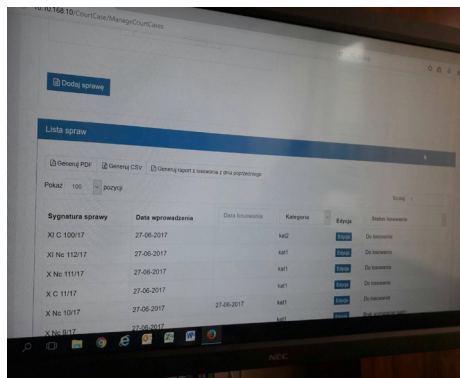 10.168.10/CourtCase/ManageCourtCases
Dodaj sprawę
Lista spraw
Generuj PDF Generuj CSV Generuj raport z losowania z dnia poprzedniego
Pokaż 100 pozycji
Szukaj:
Sygnatura sprawy Data wprowadzenia Data losowania Kategoria Edycja Status losowania
XI C 100/17 27-06-2017 kat2 Edycja Do losowania
XI Nc 112/17 27-06-2017 kat1 Edycja Do losowania
X Nc 111/17 27-06-2017 kat1 Edycja Do losowania
X C 11/17 27-06-2017 kat1 Edycja Do losowania
X Nc 10/17 27-06-2017 27-06-2017 kat1 Edycja Do losowania
X Nc 9/17 27-06-2017 kat1 Edycja
NEC